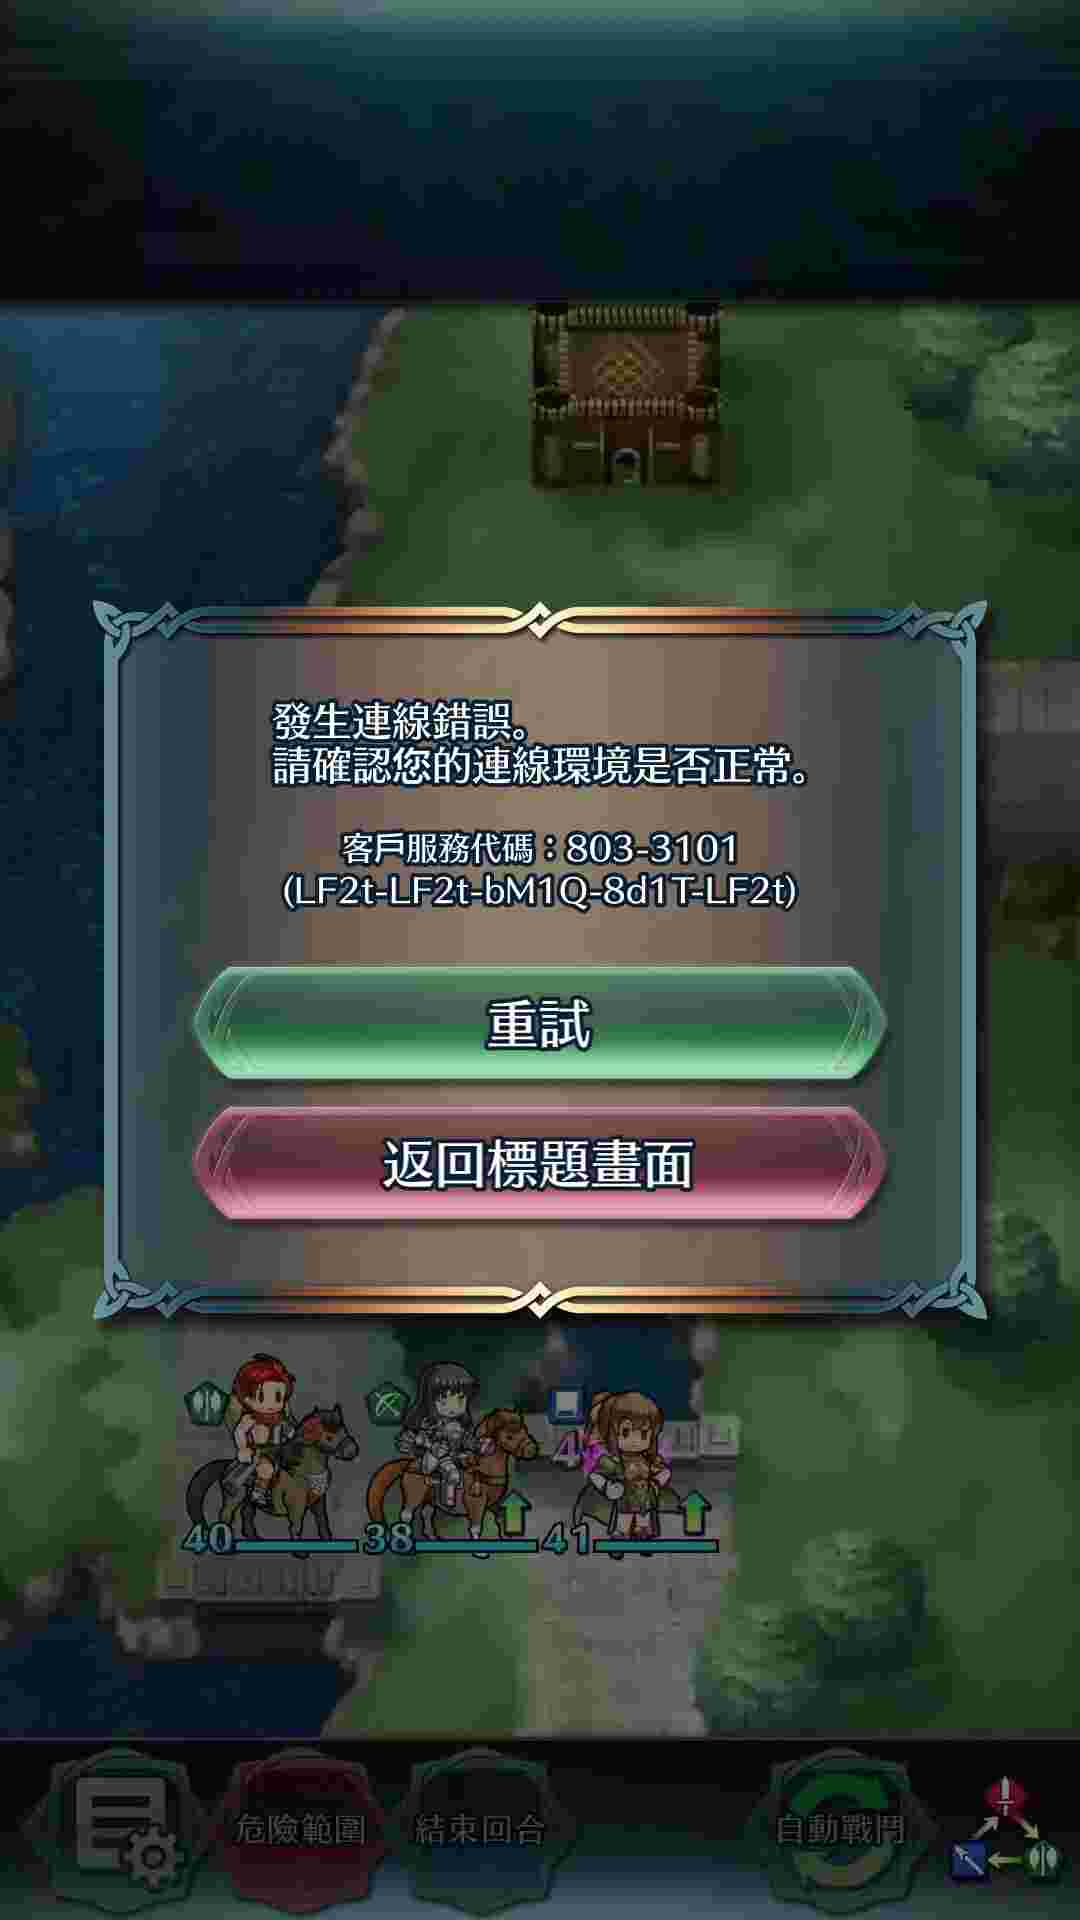 發生連線錯誤。
請確認您的連線環境是否正常。
客戶服務代碼：803-3101
(LF2t-LF2t-bM1Q-8d1T-LF2t)
重試
返回標題畫面
4
40
38
41
危險範圍
結束回合
自動戰鬥